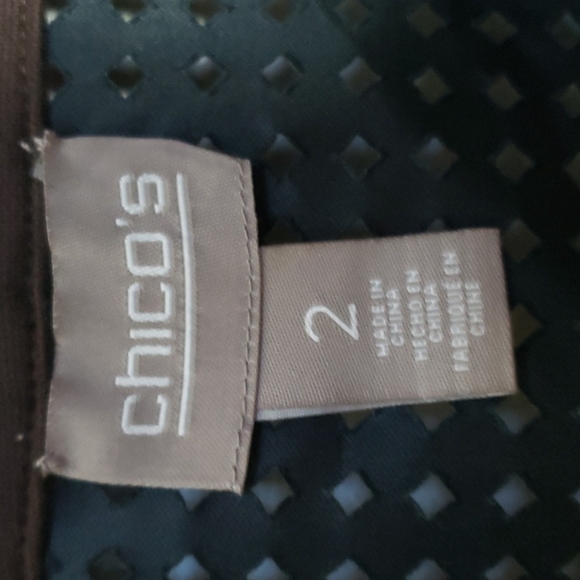 chico's
2
MADE IN
CHINA
HECHO EN
CHINA
FABRIQUÉ EN
CHINE